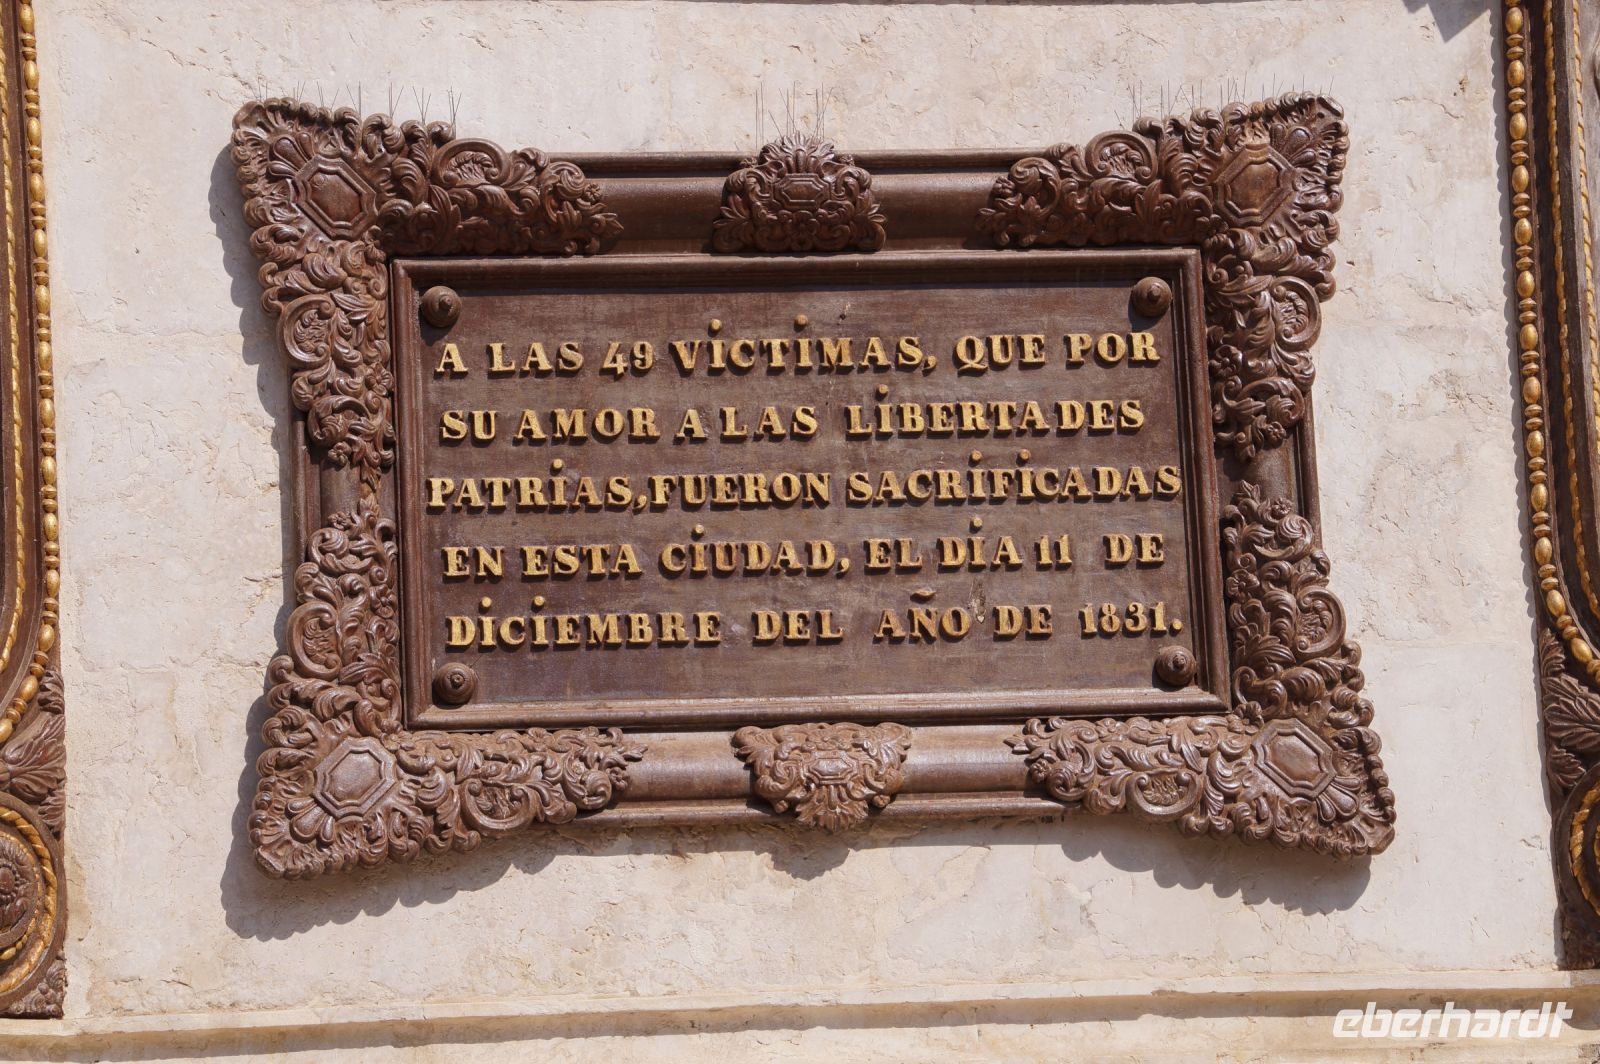 A LAS 49 VICTIMAS, QUE POR
SU AMOR A LAS LIBERTADES
PATRIAS, FUERON SACRIFICADAS
EN ESTA CIUDAD, EL DIA 11 DE
DICIEMBRE DEL AÑO DE 1831.
eberhardt